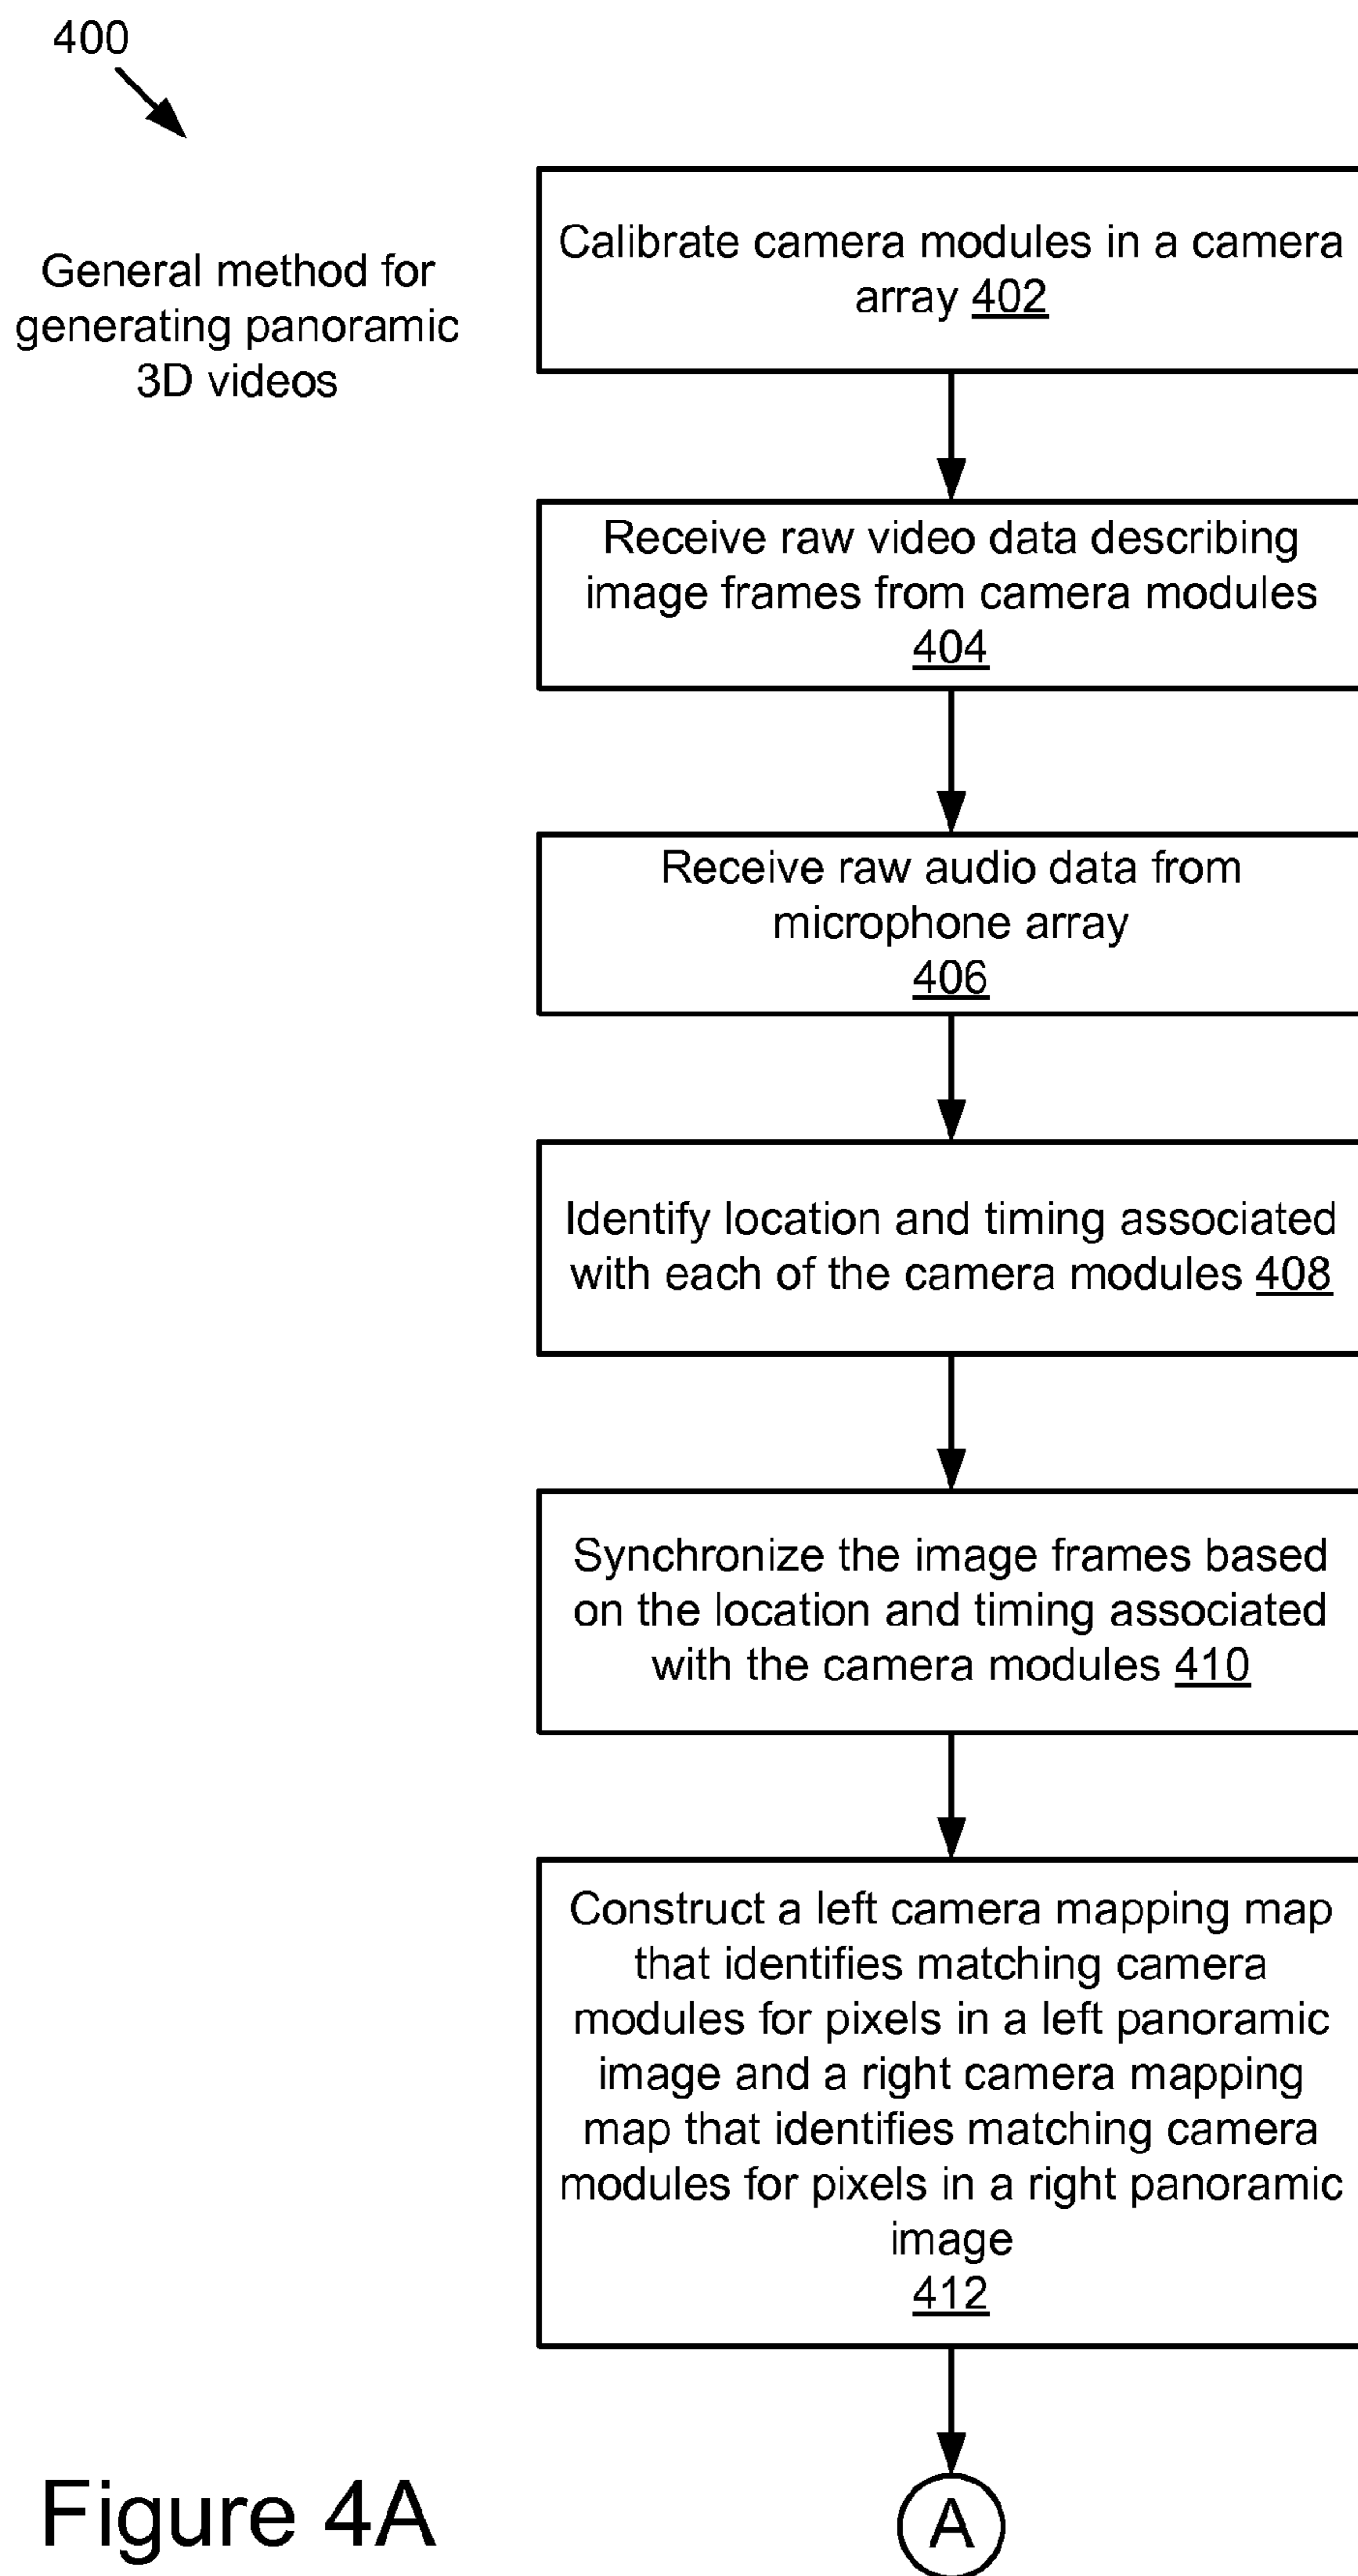 400
General method for
generating panoramic
3D videos
Calibrate camera modules in a camera
array 402
Receive raw video data describing
image frames from camera modules
404
Receive raw audio data from
microphone array
406
Identify location and timing associated
with each of the camera modules 408
Synchronize the image frames based
on the location and timing associated
with the camera modules 410
Construct a left camera mapping map
that identifies matching camera
modules for pixels in a left panoramic
image and a right camera mapping
map that identifies matching camera
modules for pixels in a right panoramic
image
412
A
Figure 4A